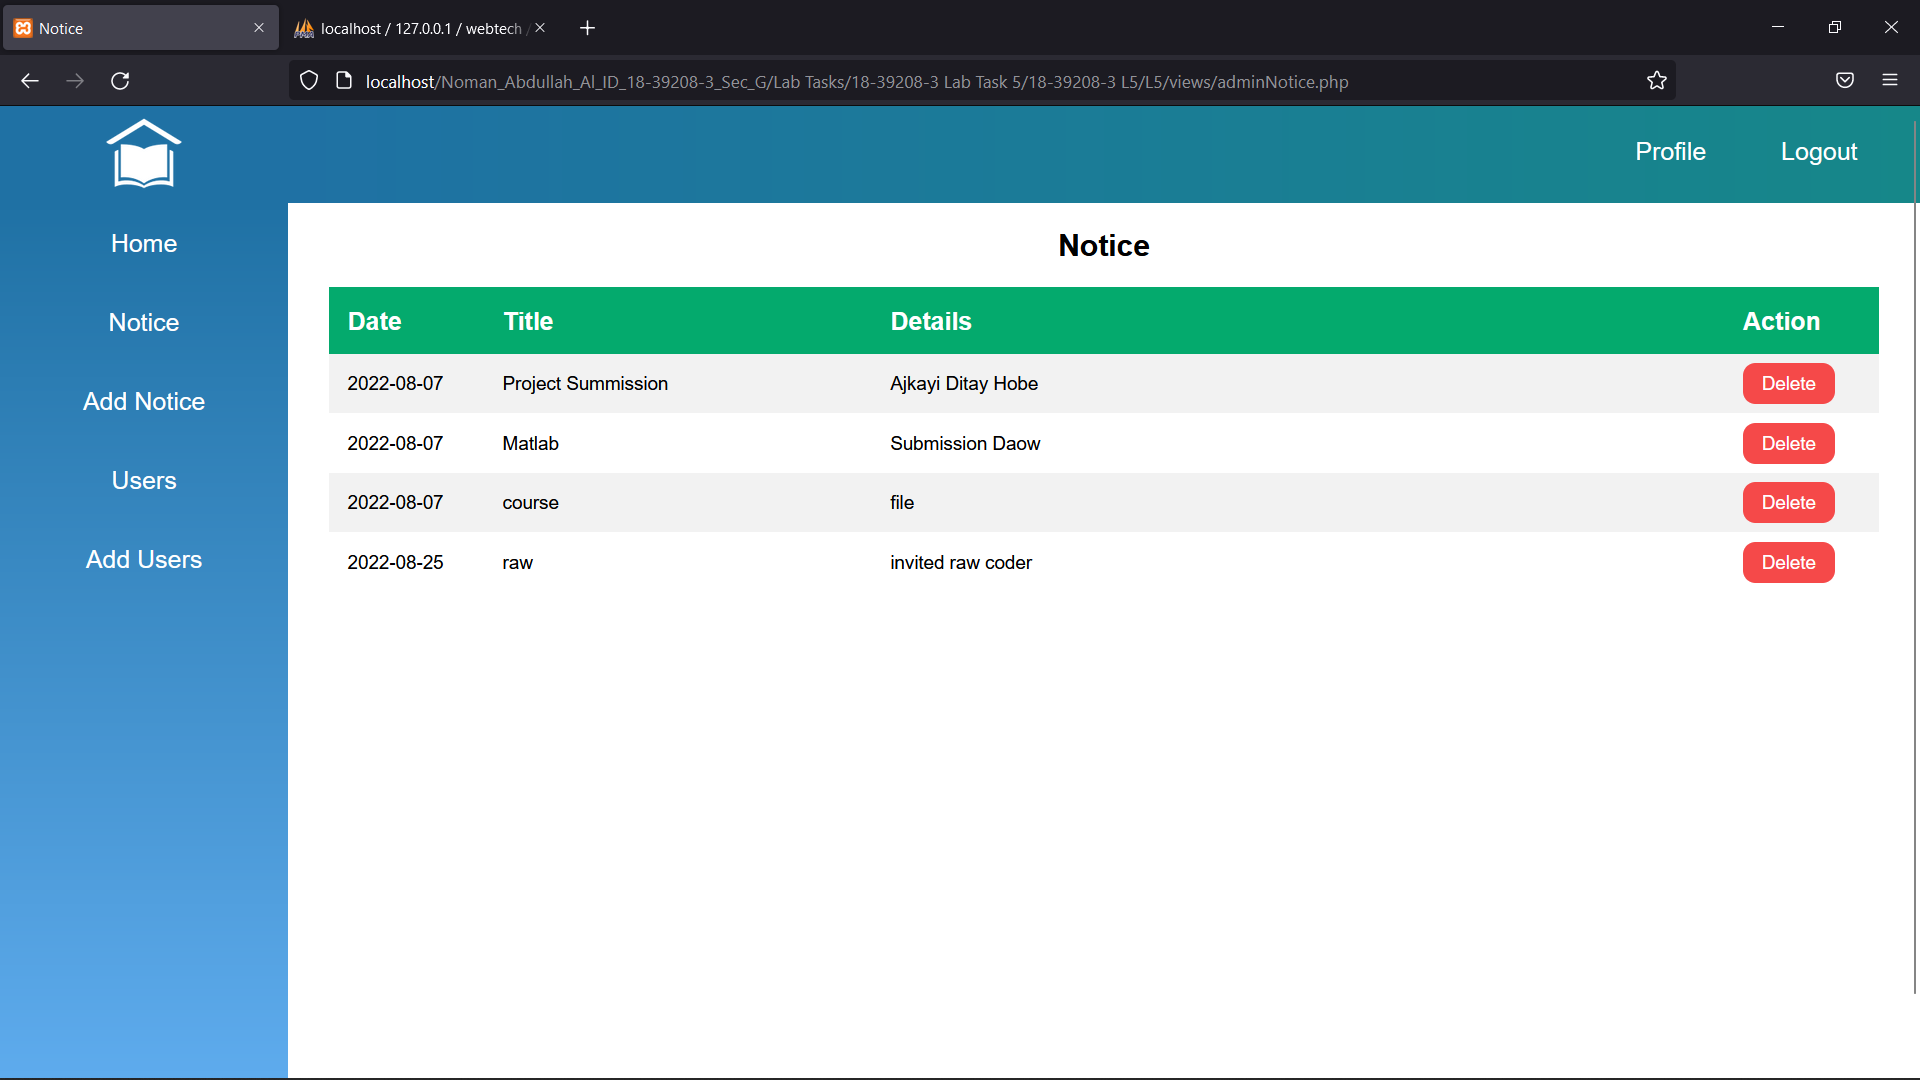 Notice
localhost / 127.0.0.1 / webtech /
localhost/Noman_Abdullah_Al_ID_18-39208-3_Sec_G/Lab Tasks/18-39208-3 Lab Task 5/18-39208-3 L5/L5/views/adminNotice.php
Profile Logout
Home
Notice
Add Notice
Users
Add Users
Notice
Date Title Details Action
2022-08-07 Project Summission Ajkayi Ditay Hobe Delete
2022-08-07 Matlab Submission Daow Delete
2022-08-07 course file Delete
2022-08-25 raw invited raw coder Delete